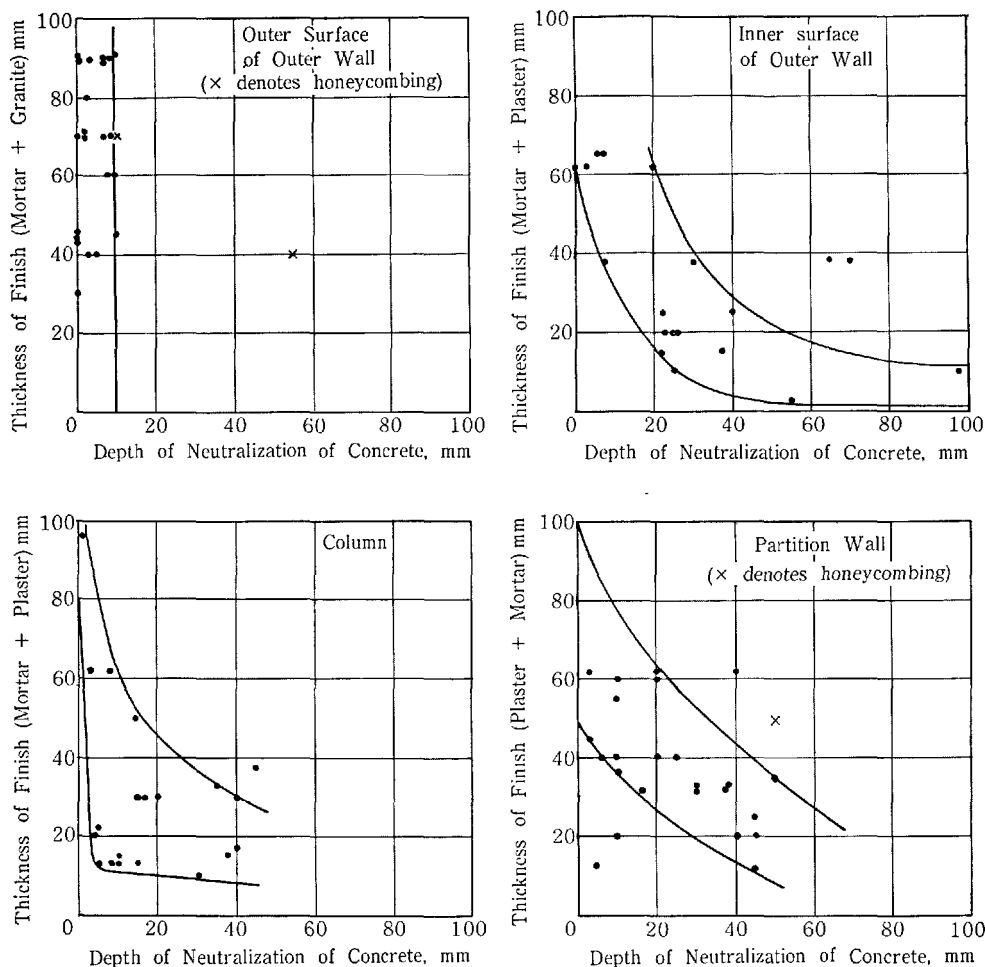 Thickness of Finish (Mortar + Granite) mm
100
80
60
40
20
0
Outer Surface
of Outer Wall
(× denotes honeycombing)
20 40 60 80 100
Depth of Neutralization of Concrete, mm
Thickness of Finish (Mortar + Plaster) mm
100
80
60
40
20
0
Inner surface
of Outer Wall
20 40 60 80 100
Depth of Neutralization of Concrete, mm
Thickness of Finish (Mortar + Plaster) mm
100
80
60
40
20
0
Column
20 40 60 80 100
Depth of Neutralization of Concrete, mm
Thickness of Finish (Plaster + Mortar) mm
100
80
60
40
20
0
Partition Wall
(× denotes honeycombing)
20 40 60 80 100
Depth of Neutralization of Concrete, mm